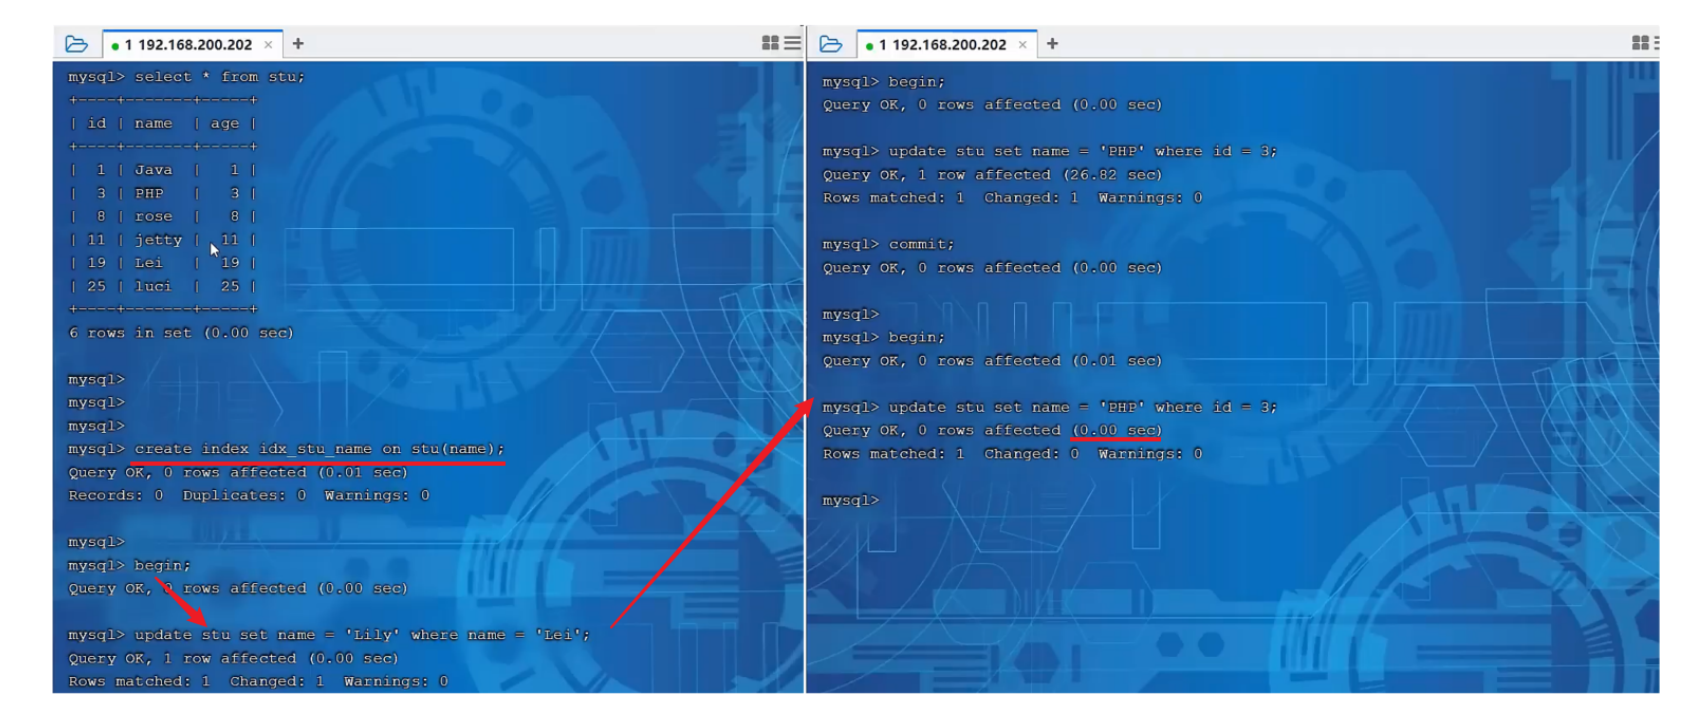 1 192.168.200.202 × +
mysql> select * from stu;
+----+-------+-----+
| id | name  | age |
+----+-------+-----+
|  1 | Java  |   1 |
|  3 | PHP   |   3 |
|  8 | rose  |   8 |
| 11 | jetty |  11 |
| 19 | Lei   |  19 |
| 25 | luci  |  25 |
+----+-------+-----+
6 rows in set (0.00 sec)
mysql>
mysql>
mysql>
mysql> create index idx_stu_name on stu(name);
Query OK, 0 rows affected (0.01 sec)
Records: 0  Duplicates: 0  Warnings: 0
mysql>
mysql> begin;
Query OK, 0 rows affected (0.00 sec)
mysql> update stu set name = 'Lily' where name = 'Lei';
Query OK, 1 row affected (0.00 sec)
Rows matched: 1  Changed: 1  Warnings: 0
1 192.168.200.202 × +
mysql> begin;
Query OK, 0 rows affected (0.00 sec)
mysql> update stu set name = 'PHP' where id = 3;
Query OK, 1 row affected (26.82 sec)
Rows matched: 1  Changed: 1  Warnings: 0
mysql> commit;
Query OK, 0 rows affected (0.00 sec)
mysql>
mysql> begin;
Query OK, 0 rows affected (0.01 sec)
mysql> update stu set name = 'PHP' where id = 3;
Query OK, 0 rows affected (0.00 sec)
Rows matched: 1  Changed: 0  Warnings: 0
mysql>